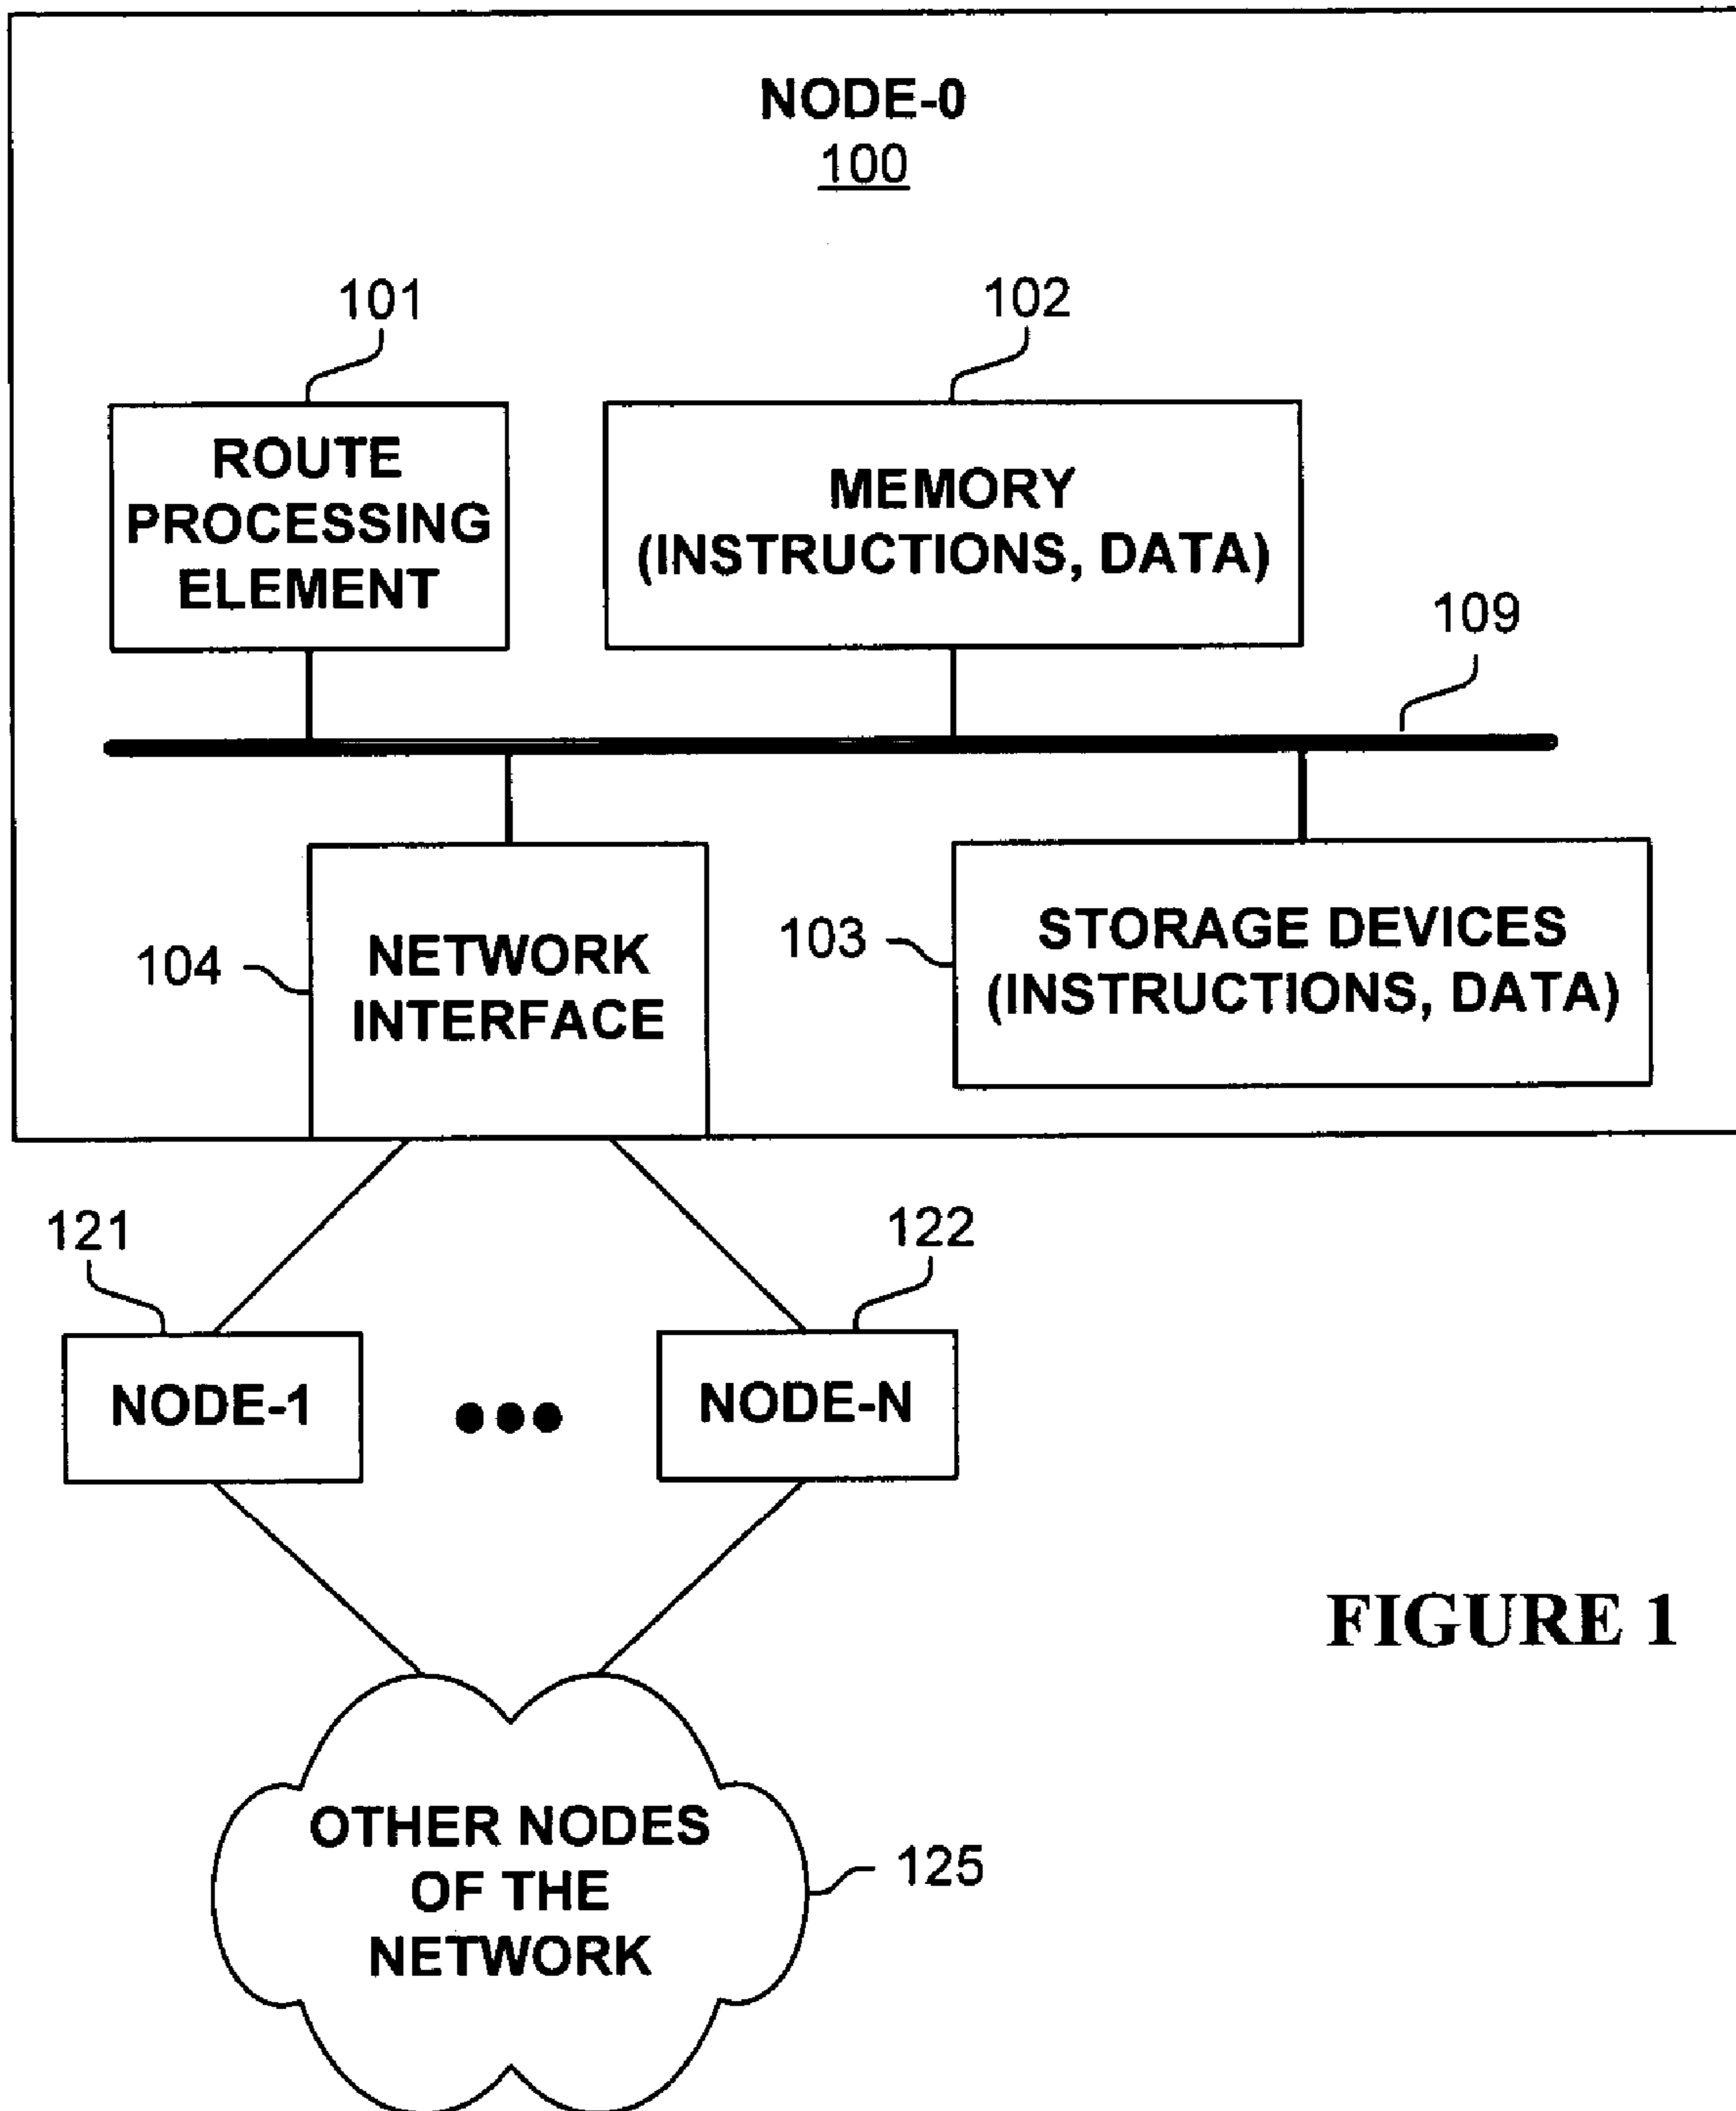 NODE-0
100
101
102
ROUTE
PROCESSING
ELEMENT
MEMORY
(INSTRUCTIONS, DATA)
109
104
NETWORK
INTERFACE
103
STORAGE DEVICES
(INSTRUCTIONS, DATA)
121
122
NODE-1
NODE-N
FIGURE 1
OTHER NODES
OF THE
NETWORK
125